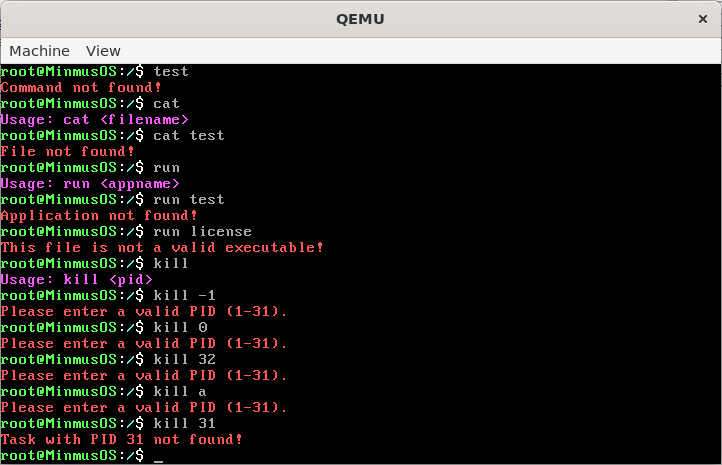 QEMU
×
Machine View
root@MinmusOS:/$ test
Command not found!
root@MinmusOS:/$ cat
Usage: cat <filename>
root@MinmusOS:/$ cat test
File not found!
root@MinmusOS:/$ run
Usage: run <appname>
root@MinmusOS:/$ run test
Application not found!
root@MinmusOS:/$ run license
This file is not a valid executable!
root@MinmusOS:/$ kill
Usage: kill <pid>
root@MinmusOS:/$ kill -1
Please enter a valid PID (1-31).
root@MinmusOS:/$ kill 0
Please enter a valid PID (1-31).
root@MinmusOS:/$ kill 32
Please enter a valid PID (1-31).
root@MinmusOS:/$ kill a
Please enter a valid PID (1-31).
root@MinmusOS:/$ kill 31
Task with PID 31 not found!
root@MinmusOS:/$ _